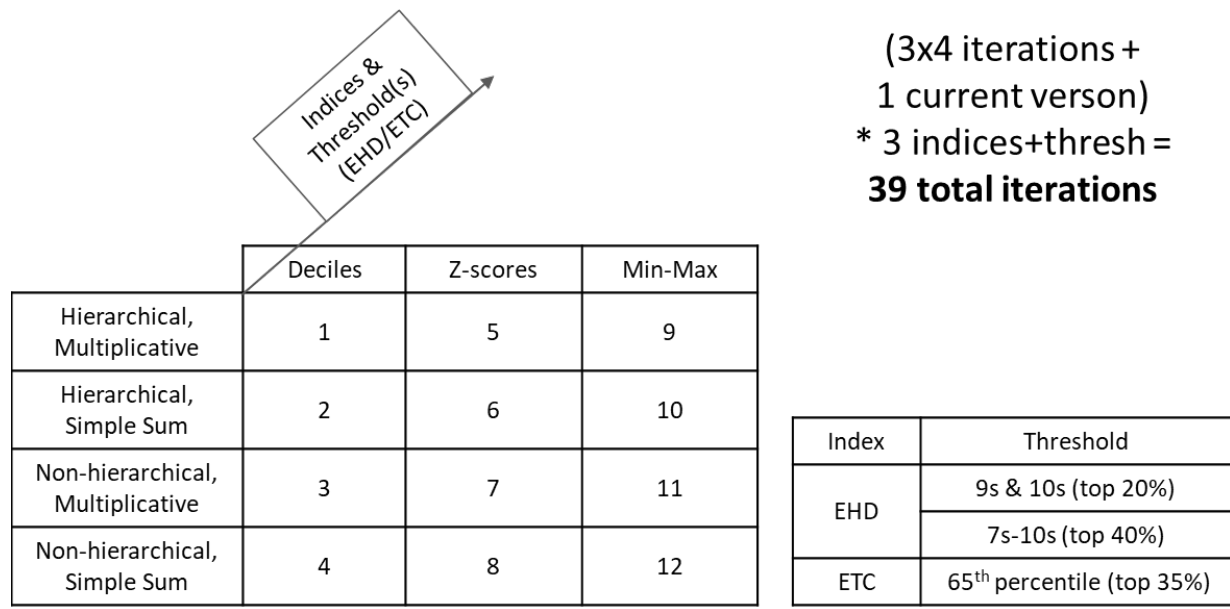 Indices &
Threshold(s)
(EHD/ETC)
(3x4 iterations +
1 current verson)
* 3 indices+thresh =
39 total iterations
Deciles Z-scores Min-Max
Hierarchical,
Multiplicative 1 5 9
Hierarchical,
Simple Sum 2 6 10
Non-hierarchical,
Multiplicative 3 7 11
Non-hierarchical,
Simple Sum 4 8 12
Index Threshold
EHD 9s & 10s (top 20%)
7s-10s (top 40%)
ETC 65th percentile (top 35%)